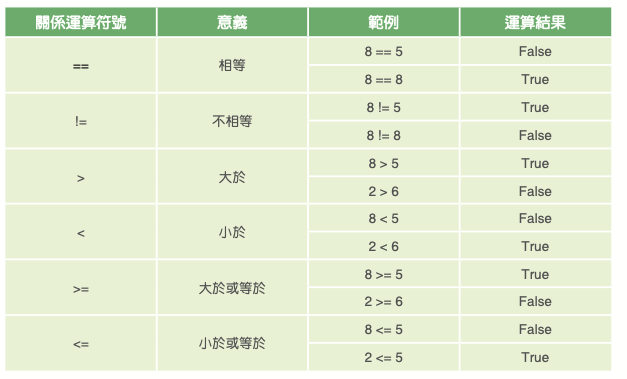 關係運算符號 意義 範例 運算結果
== 相等 8 == 5 False
8 == 8 True
!= 不相等 8 != 5 True
8 != 8 False
> 大於 8 > 5 True
2 > 6 False
< 小於 8 < 5 False
2 < 6 True
>= 大於或等於 8 >= 5 True
2 >= 6 False
<= 小於或等於 8 <= 5 False
2 <= 5 True